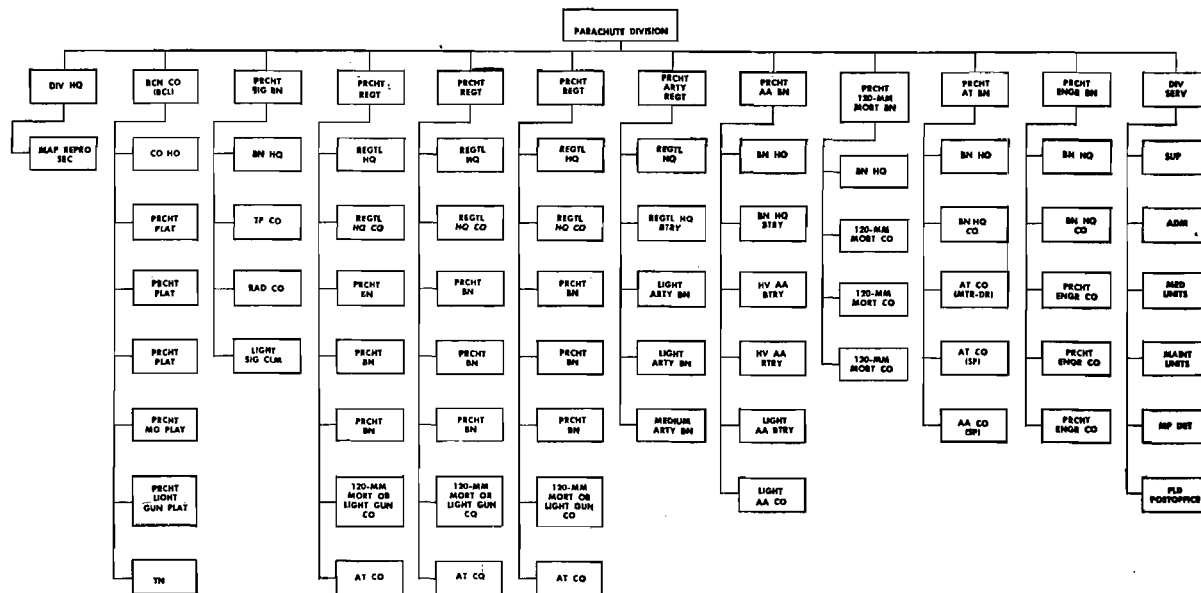 PARACHUTE DIVISION
DIV HQ
MAP REPRO
SEC
RCN CO
(BCL)
CO HQ
PRCHT
PLAT
PRCHT
PLAT
PRCHT
PLAT
PRCHT
MG PLAT
PRCHT
LIGHT
GUN PLAT
TN
PRCHT
SIG BN
BN HQ
TP CO
RAD CO
LIGHT
SIG CLM
PRCHT
REGT
REGTL
HQ
REGTL
HQ CO
PRCHT
BN
PRCHT
BN
PRCHT
BN
120-MM
MORT OR
LIGHT GUN
CO
AT CO
PRCHT
REGT
REGTL
HQ
REGTL
HQ CO
PRCHT
BN
PRCHT
BN
PRCHT
BN
120-MM
MORT OR
LIGHT GUN
CO
AT CO
PRCHT
REGT
REGTL
HQ
REGTL
HQ CO
PRCHT
BN
PRCHT
BN
PRCHT
BN
120-MM
MORT OR
LIGHT GUN
CO
AT CO
PRCHT
ARTY
REGT
REGTL
HQ
REGTL HQ
BTRY
LIGHT
ARTY BN
LIGHT
ARTY BN
MEDIUM
ARTY BN
PRCHT
AA BN
BN HQ
BN HQ
BTRY
HV AA
BTRY
HV AA
BTRY
LIGHT
AA BTRY
LIGHT
AA CO
PRCHT
120-MM
MORT BN
BN HQ
120-MM
MORT CO
120-MM
MORT CO
120-MM
MORT CO
PRCHT
AT BN
BN HQ
BN HQ
CO
AT CO
(MTR-DR)
AT CO
(SP)
AA CO
(SP)
PRCHT
ENGR BN
BN HQ
BN HQ
CO
PRCHT
ENGR CO
PRCHT
ENGR CO
PRCHT
ENGR CO
DIV
SERV
SUP
ADM
MED
UNITS
MAINT
UNITS
MP DET
FLD
POSTOFFICE